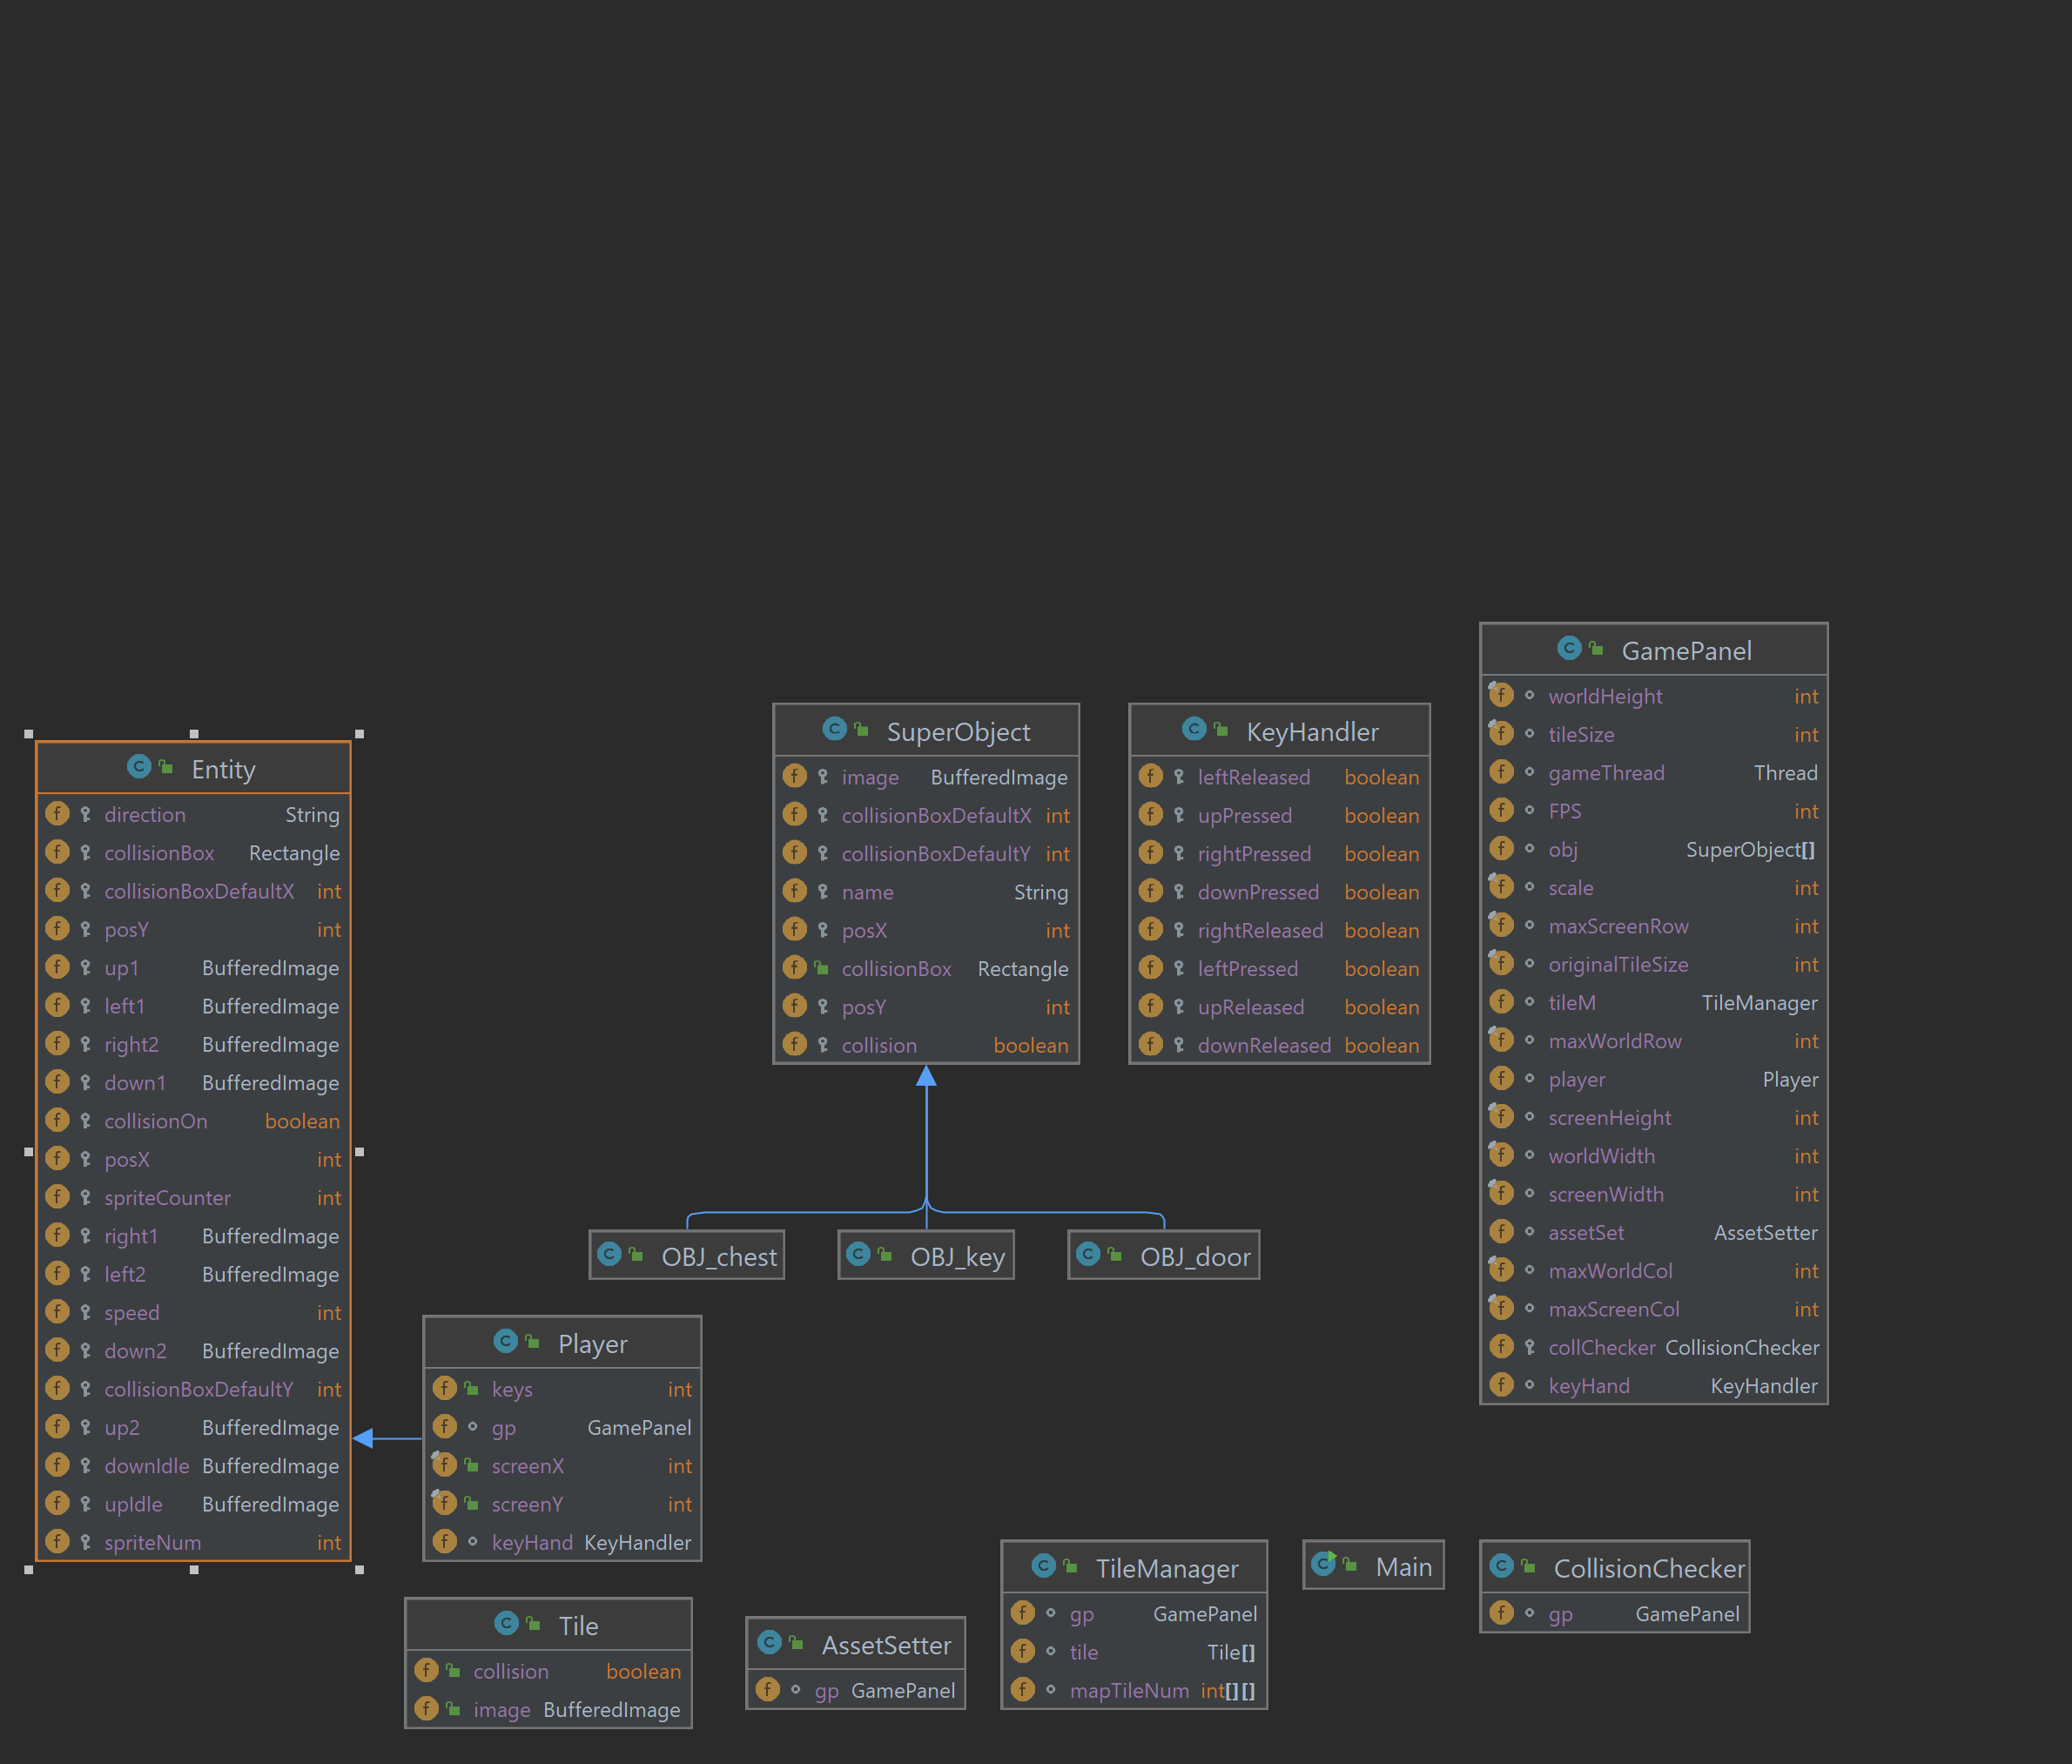 Entity
direction String
collisionBox Rectangle
collisionBoxDefaultX int
posY int
up1 BufferedImage
left1 BufferedImage
right2 BufferedImage
down1 BufferedImage
collisionOn boolean
posX int
spriteCounter int
right1 BufferedImage
left2 BufferedImage
speed int
down2 BufferedImage
collisionBoxDefaultY int
up2 BufferedImage
downIdle BufferedImage
upIdle BufferedImage
spriteNum int
SuperObject
image BufferedImage
collisionBoxDefaultX int
collisionBoxDefaultY int
name String
posX int
collisionBox Rectangle
posY int
collision boolean
KeyHandler
leftReleased boolean
upPressed boolean
rightPressed boolean
downPressed boolean
rightReleased boolean
leftPressed boolean
upReleased boolean
downReleased boolean
GamePanel
worldHeight int
tileSize int
gameThread Thread
FPS int
obj SuperObject[]
scale int
maxScreenRow int
originalTileSize int
tileM TileManager
maxWorldRow int
player Player
screenHeight int
worldWidth int
screenWidth int
assetSet AssetSetter
maxWorldCol int
maxScreenCol int
collChecker CollisionChecker
keyHand KeyHandler
OBJ_chest
OBJ_key
OBJ_door
Player
keys int
gp GamePanel
screenX int
screenY int
keyHand KeyHandler
Tile
collision boolean
image BufferedImage
AssetSetter
gp GamePanel
TileManager
gp GamePanel
tile Tile[]
mapTileNum int[][]
Main
CollisionChecker
gp GamePanel